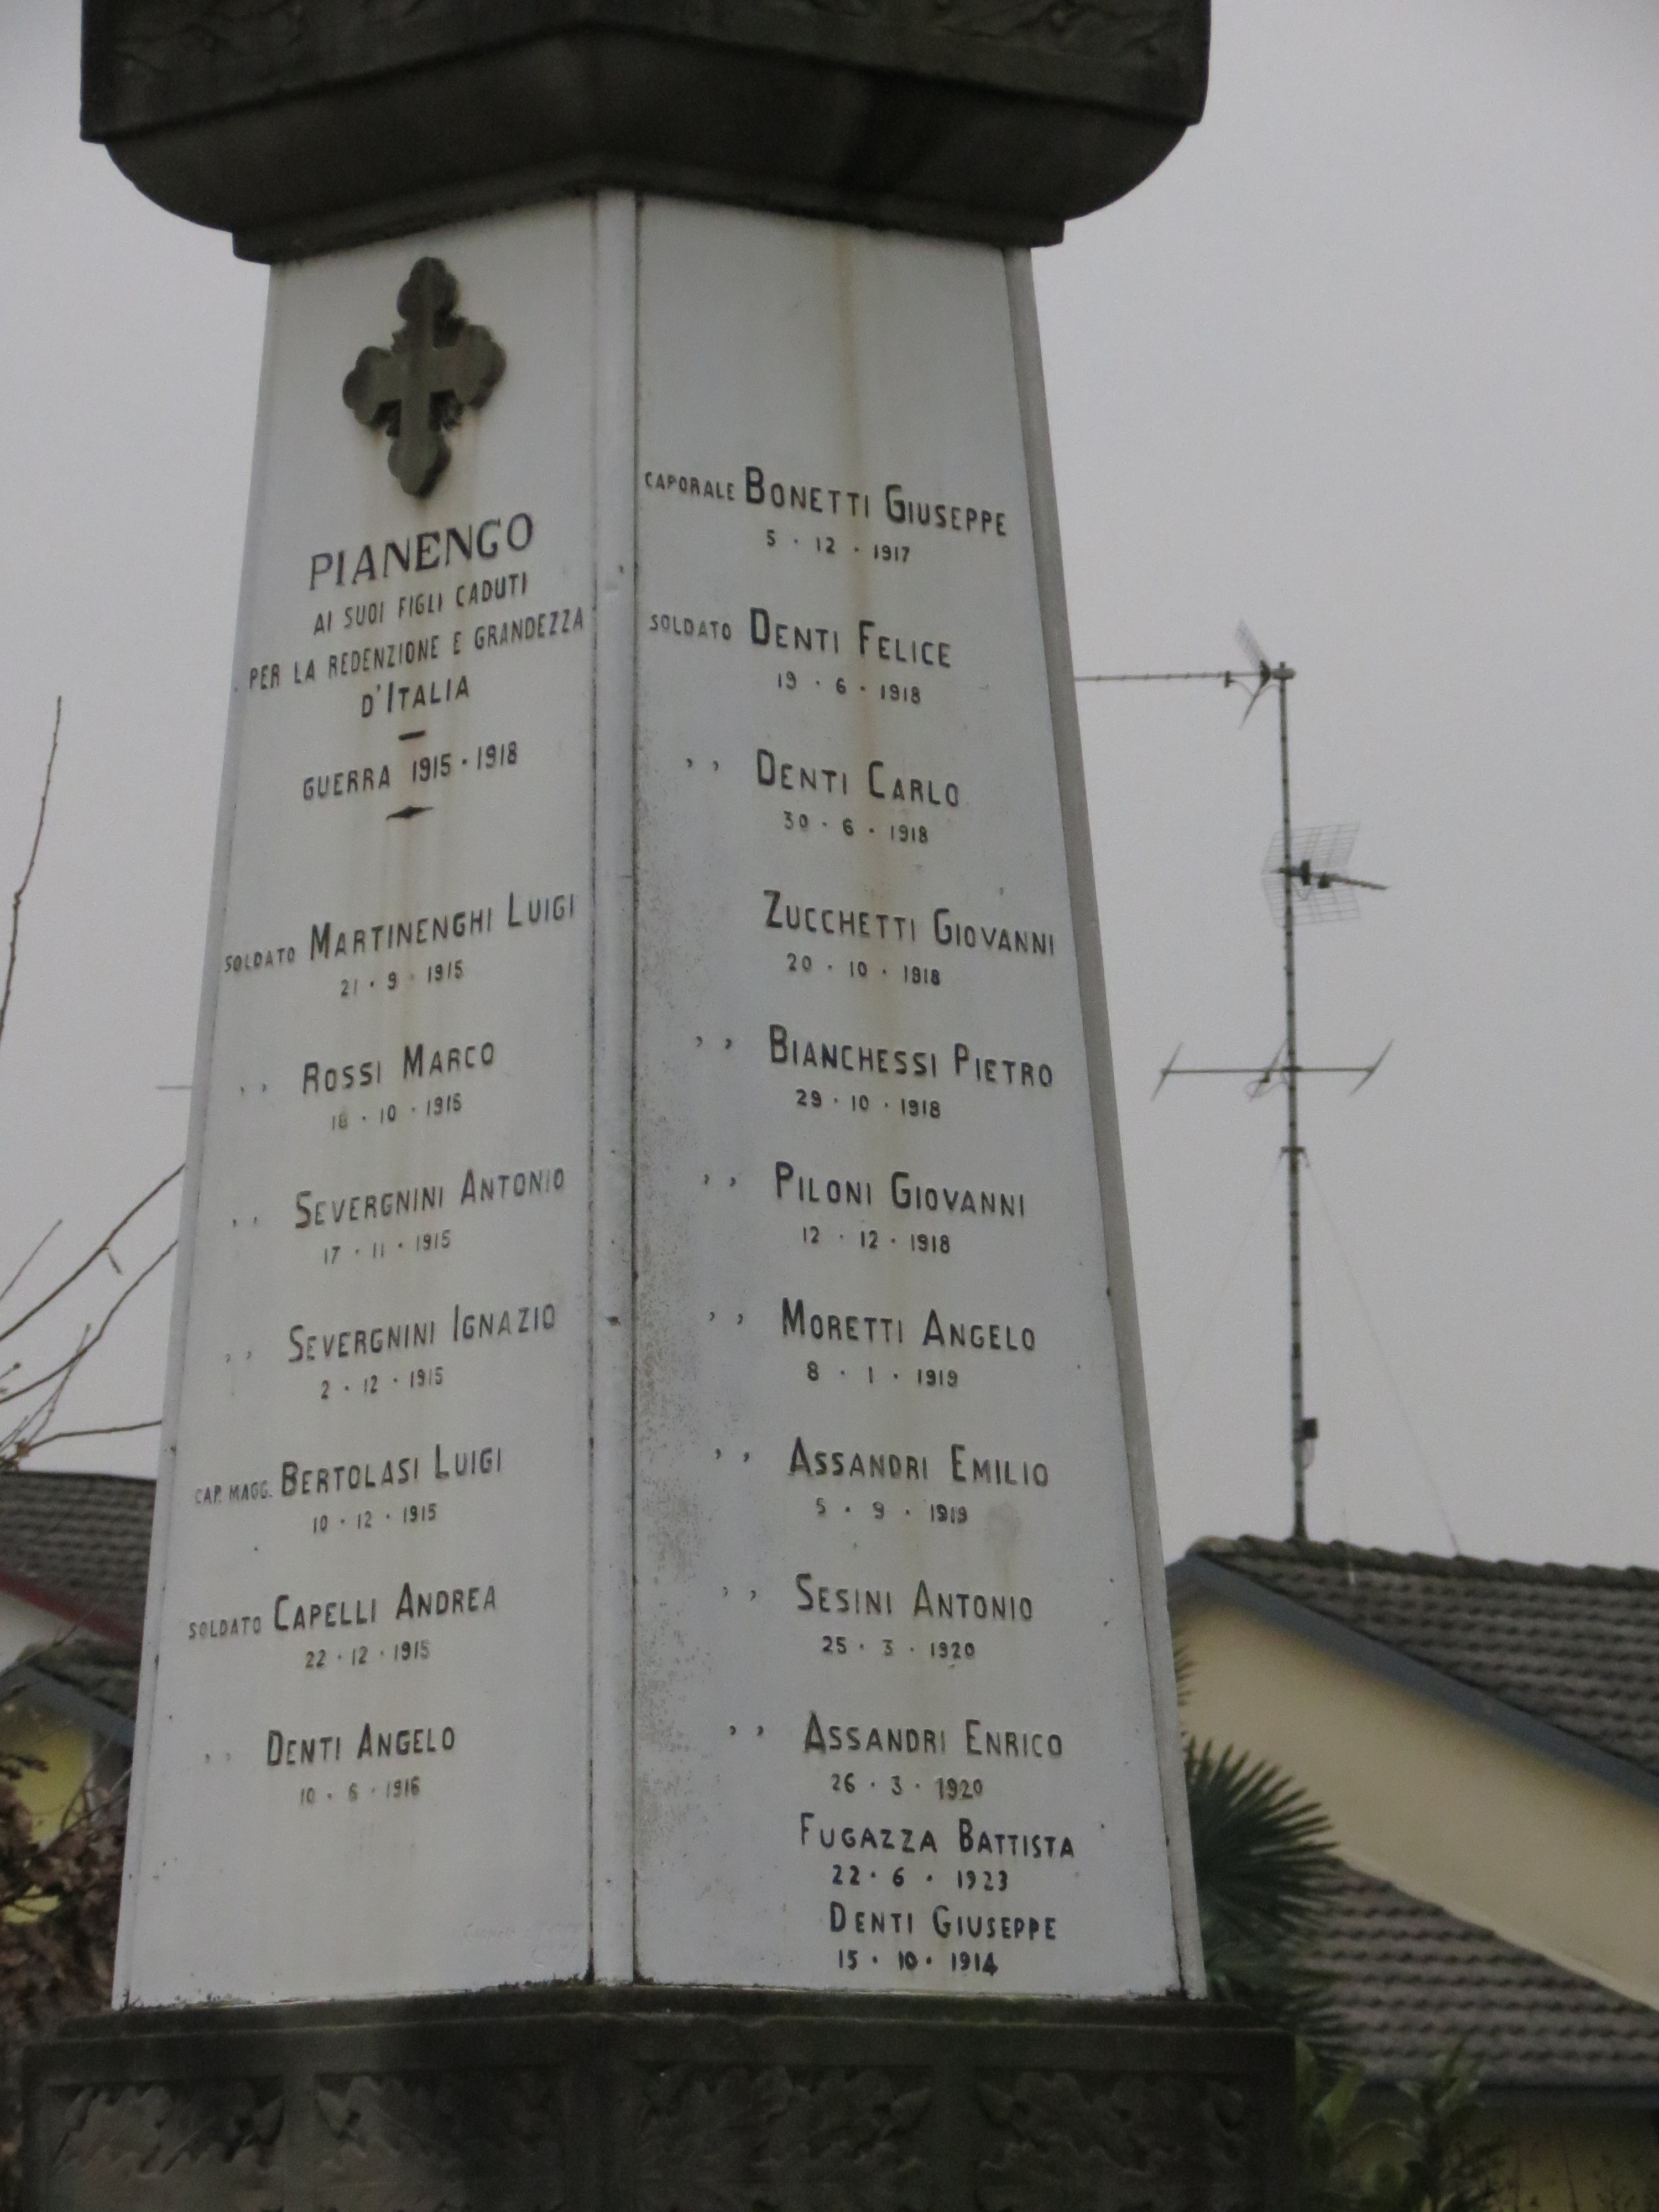 PIANENGO
AI SUOI FIGLI CADUTI
PER LA REDENZIONE E GRANDEZZA
D'ITALIA
GUERRA 1915·1918
SOLDATO MARTINENGHI LUIGI
21·9·1915
,, ROSSI MARCO
18·10·1915
,, SEVERGNINI ANTONIO
17·11·1915
,, SEVERGNINI IGNAZIO
2·12·1915
CAP. MAGG. BERTOLASI LUIGI
10·12·1915
SOLDATO CAPELLI ANDREA
22·12·1915
,, DENTI ANGELO
10·6·1916
CAPORALE BONETTI GIUSEPPE
5·12·1917
SOLDATO DENTI FELICE
19·6·1918
,, DENTI CARLO
30·6·1918
ZUCCHETTI GIOVANNI
20·10·1918
,, BIANCHESSI PIETRO
29·10·1918
,, PILONI GIOVANNI
12·12·1918
,, MORETTI ANGELO
8·1·1919
,, ASSANDRI EMILIO
5·9·1919
,, SESINI ANTONIO
25·3·1920
,, ASSANDRI ENRICO
26·3·1920
FUGAZZA BATTISTA
22·6·1923
DENTI GIUSEPPE
15·10·1914